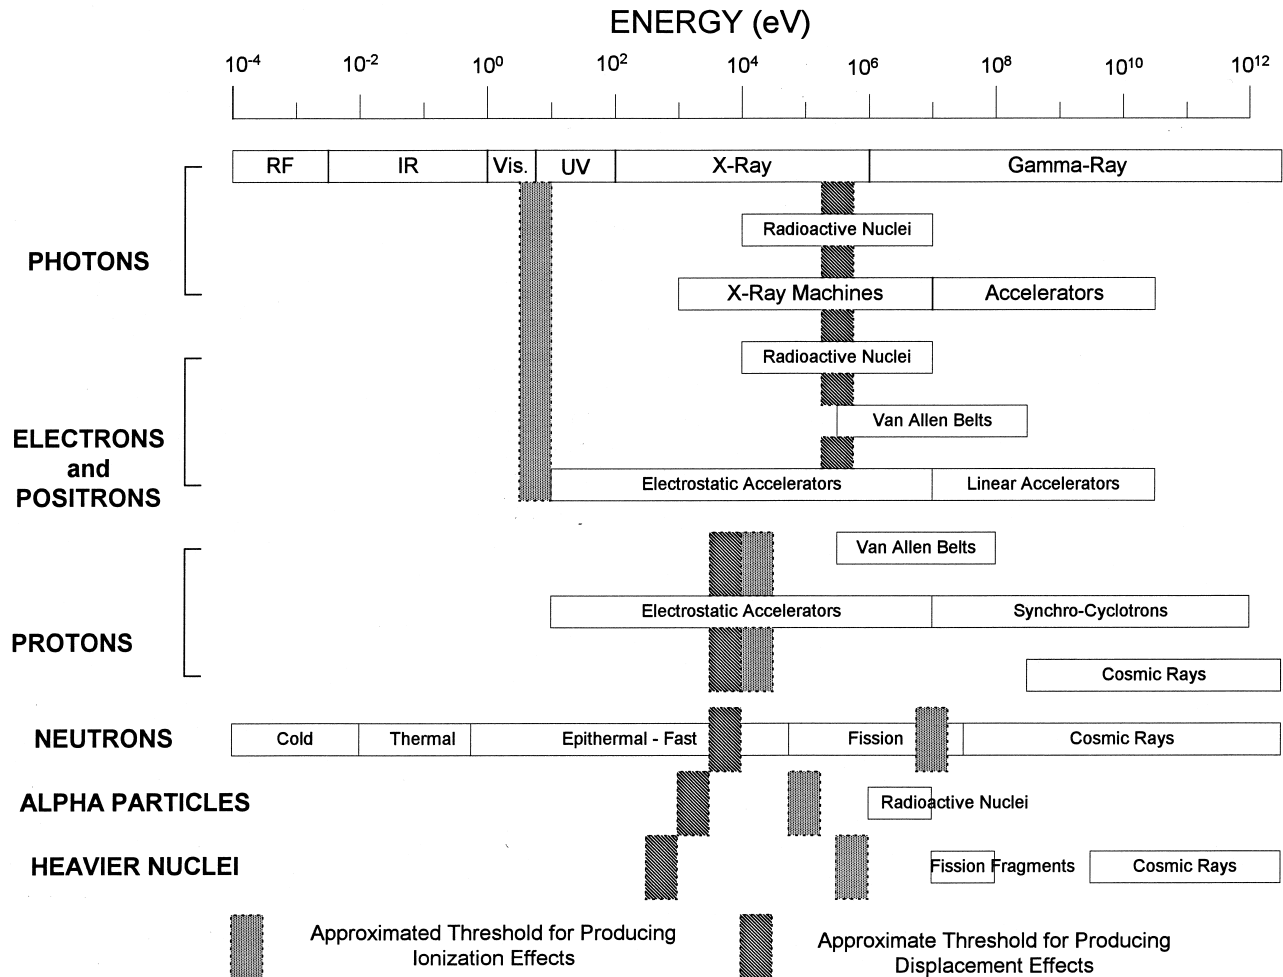 ENERGY (eV)
10-4 10-2 10⁰ 10² 10⁴ 10⁶ 10⁸ 10¹⁰ 10¹²
RF IR Vis. UV X-Ray Gamma-Ray
Radioactive Nuclei
PHOTONS
X-Ray Machines Accelerators
Radioactive Nuclei
Van Allen Belts
ELECTRONS
and
POSITRONS
Electrostatic Accelerators Linear Accelerators
Van Allen Belts
Electrostatic Accelerators Synchro-Cyclotrons
PROTONS
Cosmic Rays
NEUTRONS Cold Thermal Epithermal - Fast Fission Cosmic Rays
ALPHA PARTICLES Radioactive Nuclei
HEAVIER NUCLEI Fission Fragments Cosmic Rays
Approximated Threshold for Producing
Ionization Effects
Approximate Threshold for Producing
Displacement Effects